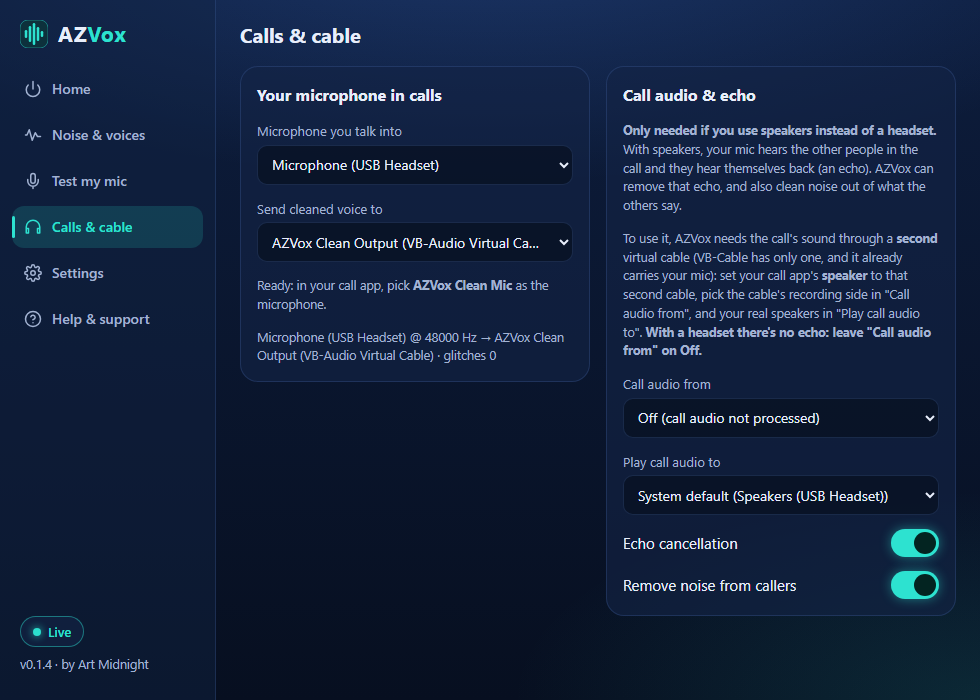 AZVox
Home
Noise & voices
Test my mic
Calls & cable
Settings
Help & support
Live
v0.1.4 · by Art Midnight
Calls & cable
Your microphone in calls
Microphone you talk into
Microphone (USB Headset)
Send cleaned voice to
AZVox Clean Output (VB-Audio Virtual Ca...
Ready: in your call app, pick AZVox Clean Mic as the
microphone.
Microphone (USB Headset) @ 48000 Hz → AZVox Clean
Output (VB-Audio Virtual Cable) · glitches 0
Call audio & echo
Only needed if you use speakers instead of a headset.
With speakers, your mic hears the other people in the
call and they hear themselves back (an echo). AZVox can
remove that echo, and also clean noise out of what the
others say.
To use it, AZVox needs the call's sound through a second
virtual cable (VB-Cable has only one, and it already
carries your mic): set your call app's speaker to that
second cable, pick the cable's recording side in "Call
audio from", and your real speakers in "Play call audio
to". With a headset there's no echo: leave "Call audio
from" on Off.
Call audio from
Off (call audio not processed)
Play call audio to
System default (Speakers (USB Headset))
Echo cancellation
Remove noise from callers